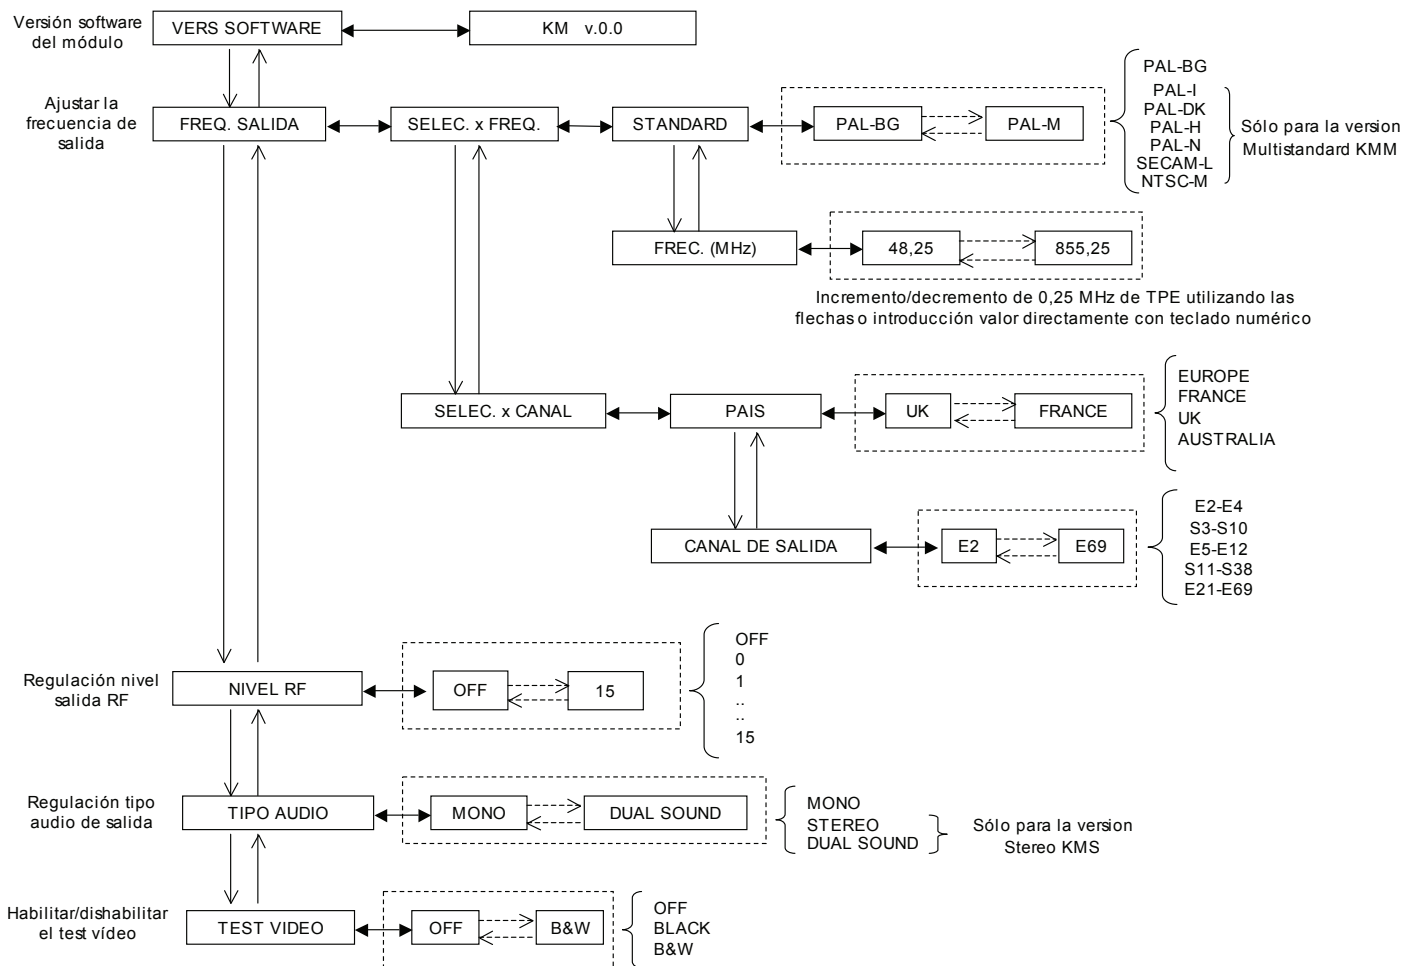 Versión software
del módulo
VERS SOFTWARE
KM v.0.0
Ajustar la
frecuencia de
salida
FREQ. SALIDA
SELEC. x FREQ.
STANDARD
PAL-BG
PAL-M
PAL-BG
PAL-I
PAL-DK
PAL-H
PAL-N
SECAM-L
NTSC-M
Sólo para la version
Multistandard KMM
FREC. (MHz)
48,25
855,25
Incremento/decremento de 0,25 MHz de TPE utilizando las
flechas o introducción valor directamente con teclado numérico
SELEC. x CANAL
PAIS
UK
FRANCE
EUROPE
FRANCE
UK
AUSTRALIA
CANAL DE SALIDA
E2
E69
E2-E4
S3-S10
E5-E12
S11-S38
E21-E69
Regulación nivel
salida RF
NIVEL RF
OFF
15
OFF
0
1
..
..
15
Regulación tipo
audio de salida
TIPO AUDIO
MONO
DUAL SOUND
MONO
STEREO
DUAL SOUND
Sólo para la version
Stereo KMS
Habilitar/dishabilitar
el test vídeo
TEST VIDEO
OFF
B&W
OFF
BLACK
B&W